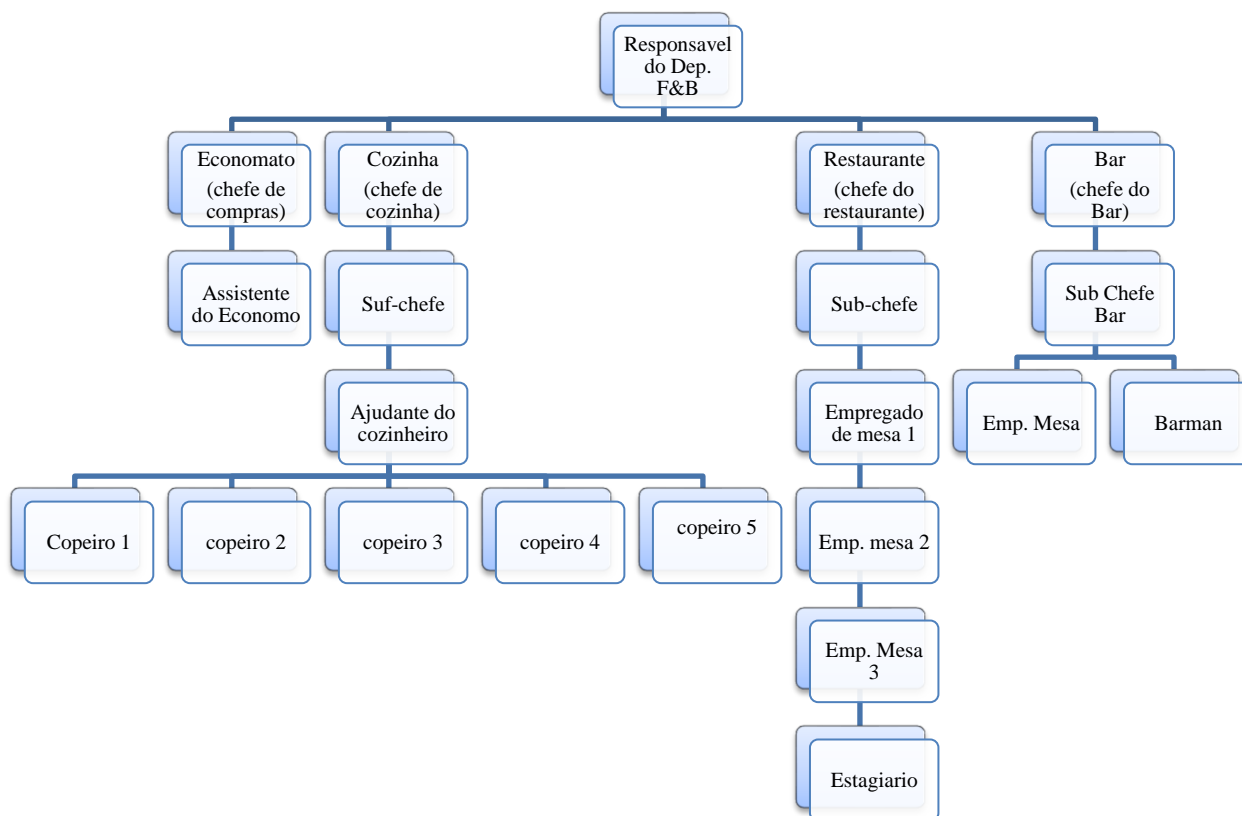 Responsavel
do Dep.
F&B
Economato
(chefe de
compras)
Cozinha
(chefe de
cozinha)
Restaurante
(chefe do
restaurante)
Bar
(chefe do
Bar)
Assistente
do Economo
Suf-chefe
Sub-chefe
Sub Chefe
Bar
Ajudante do
cozinheiro
Empregado
de mesa 1
Emp. Mesa
Barman
Copeiro 1
copeiro 2
copeiro 3
copeiro 4
copeiro 5
Emp. mesa 2
Emp. Mesa
3
Estagiario